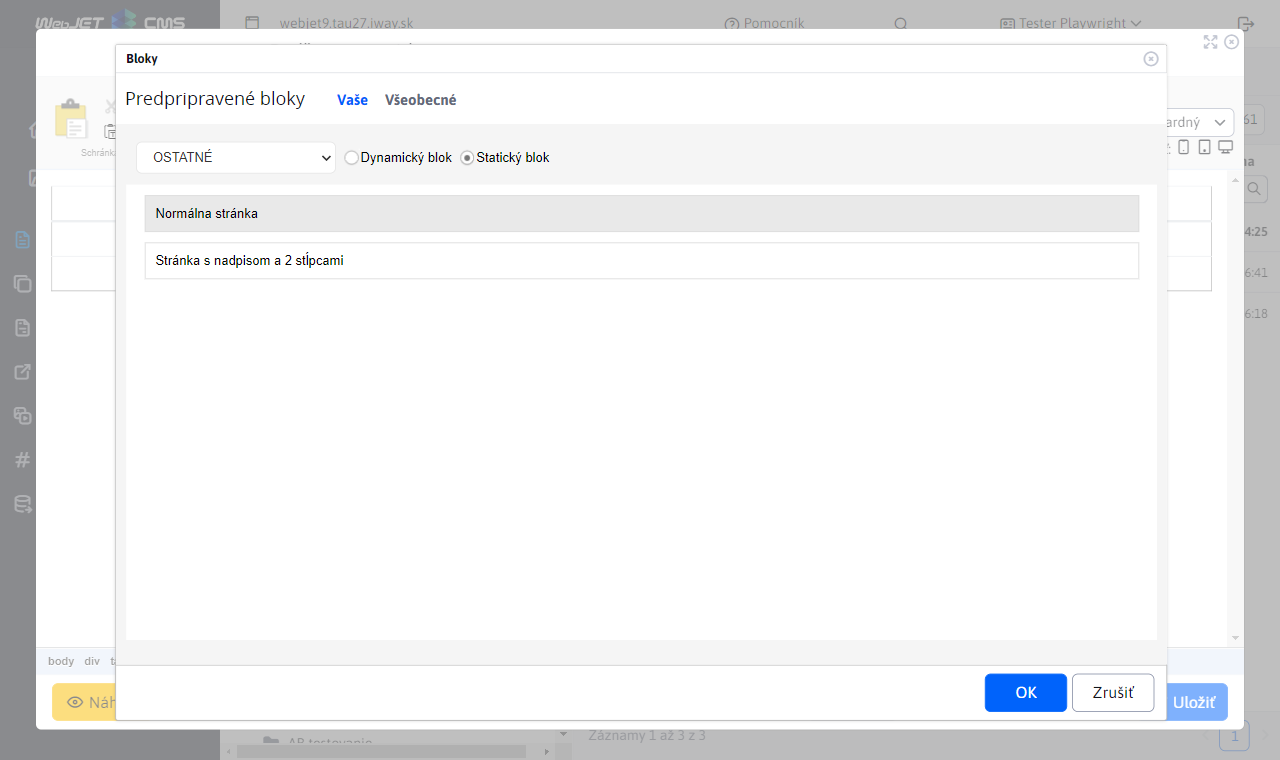 WebJET CMS
webjet9.tau27.iway.sk
Pomocník
Tester Playwright
Bloky
Predpripravené bloky
Vaše
Všeobecné
ardný
61
Schránka
OSTATNÉ
Dynamický blok
Statický blok
Normálna stránka
Stránka s nadpisom a 2 stĺpcami
4:25
6:41
6:18
body div
Náh
OK
Zrušiť
Uložiť
AB testovanie
Záznamy 1 až 3 z 3
1